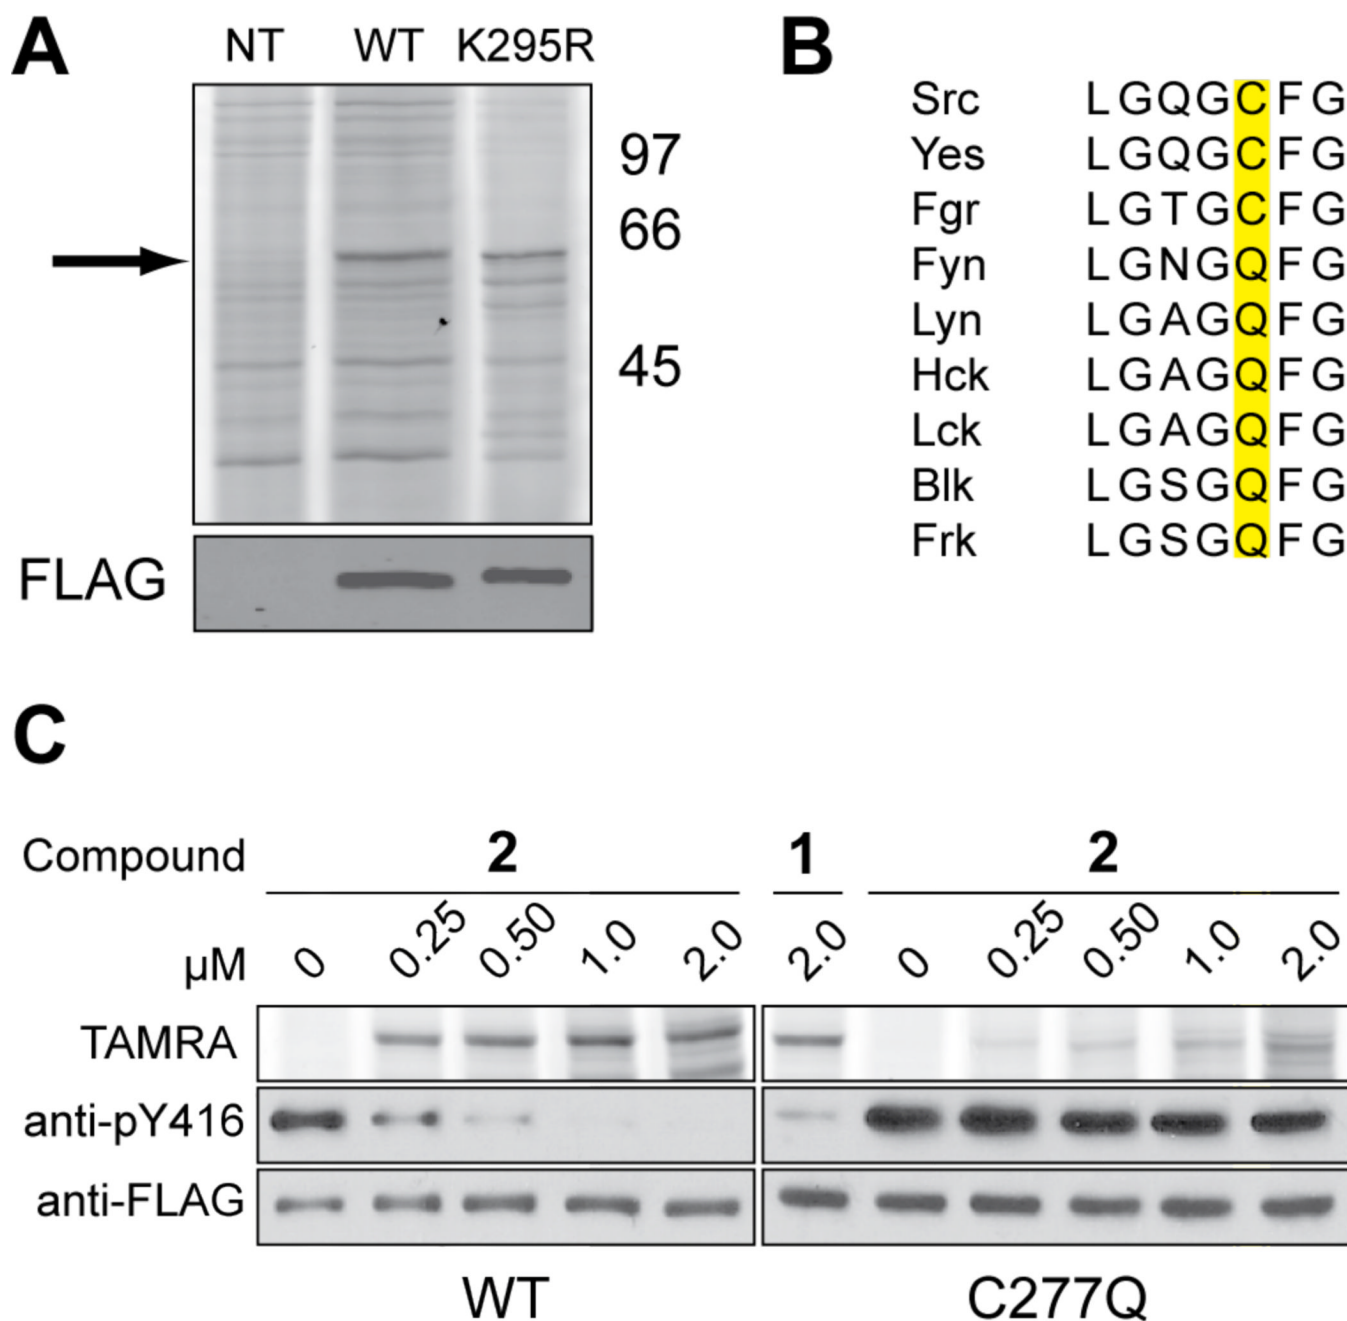 A
NT WT K295R
97
66
45
FLAG
B
Src LGQGCFG
Yes LGQGCFG
Fgr LGTGCFG
Fyn LGNGQFG
Lyn LGAGQFG
Hck LGAGQFG
Lck LGAGQFG
Blk LGSGQFG
Frk LGSGQFG
C
Compound 2 1 2
µM 0 0.25 0.50 1.0 2.0 2.0 0 0.25 0.50 1.0 2.0
TAMRA
anti-pY416
anti-FLAG
WT C277Q